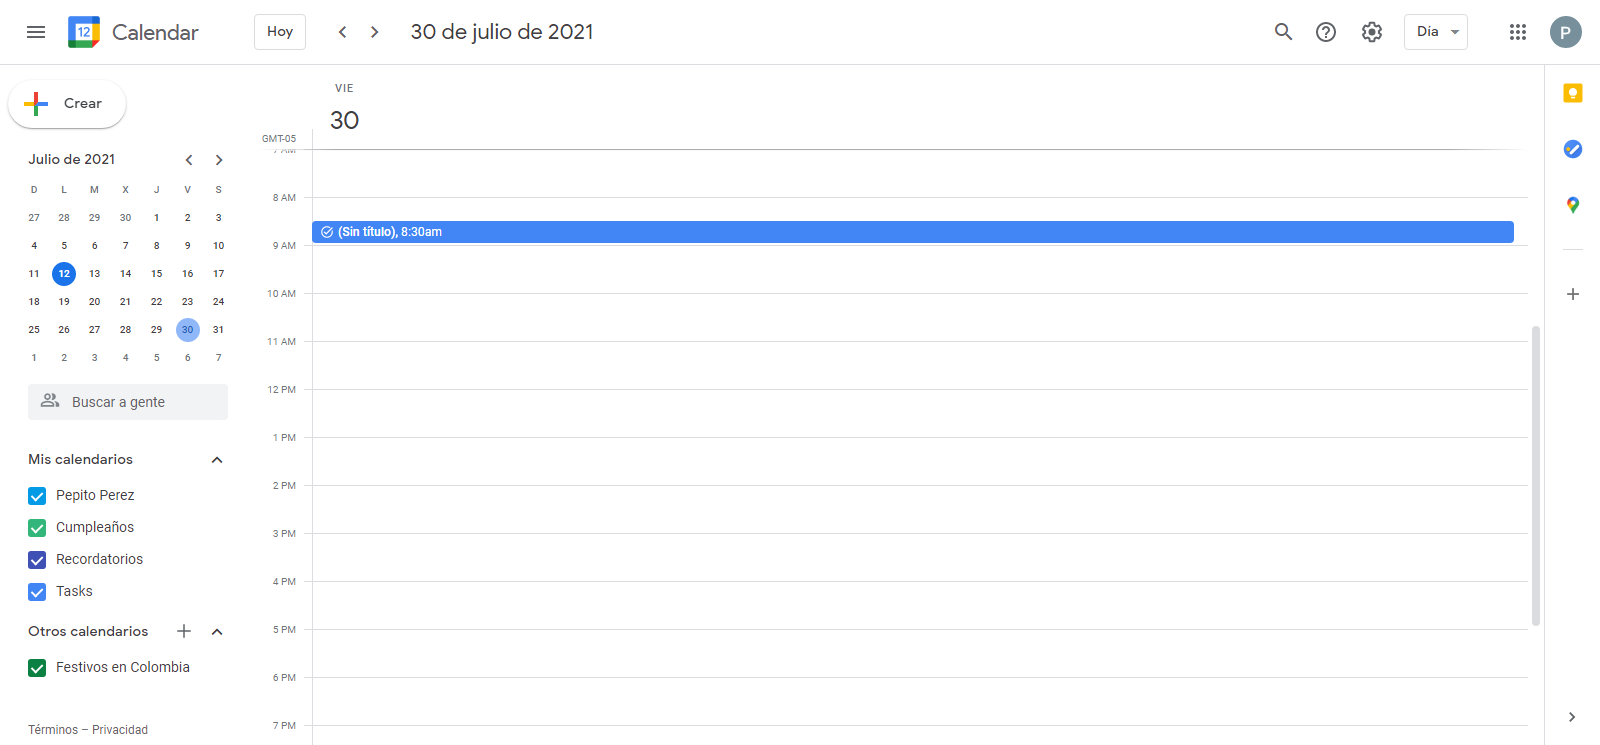 12 Calendar Hoy 30 de julio de 2021 Día P
Crear
Julio de 2021
D L M X J V S
27 28 29 30 1 2 3
4 5 6 7 8 9 10
11 12 13 14 15 16 17
18 19 20 21 22 23 24
25 26 27 28 29 30 31
1 2 3 4 5 6 7
Buscar a gente
Mis calendarios
Pepito Perez
Cumpleaños
Recordatorios
Tasks
Otros calendarios
Festivos en Colombia
Términos – Privacidad
VIE
30
GMT-05
7 AM
8 AM
(Sin título), 8:30am
9 AM
10 AM
11 AM
12 PM
1 PM
2 PM
3 PM
4 PM
5 PM
6 PM
7 PM